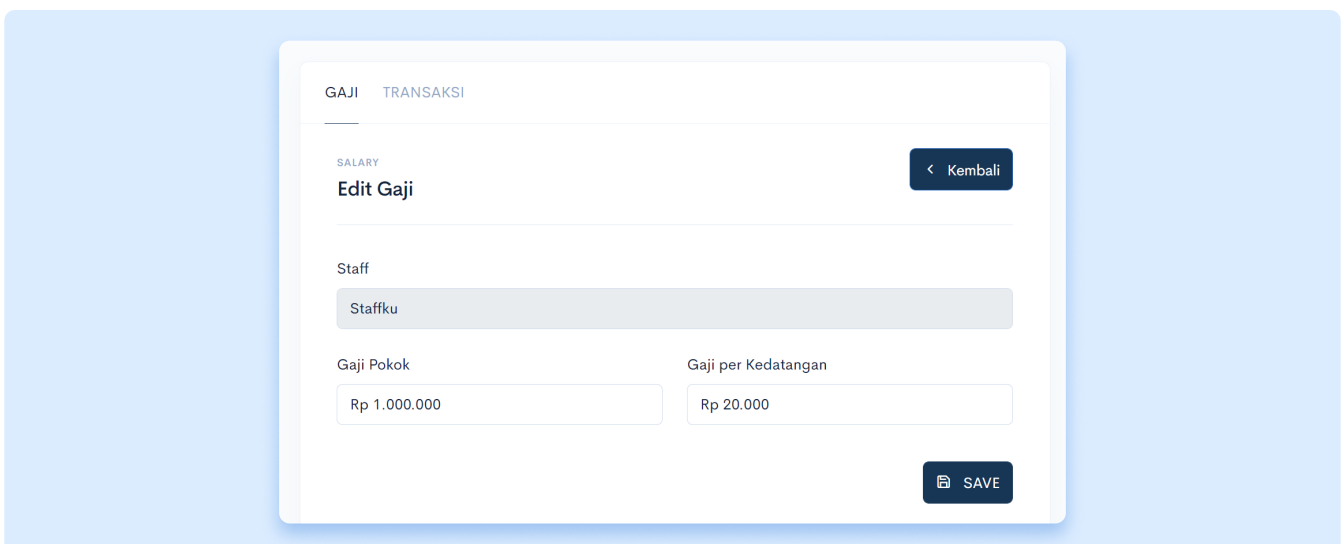 GAJI TRANSAKSI
SALARY
Edit Gaji
Kembali
Staff
Staffku
Gaji Pokok Gaji per Kedatangan
Rp 1.000.000 Rp 20.000
SAVE